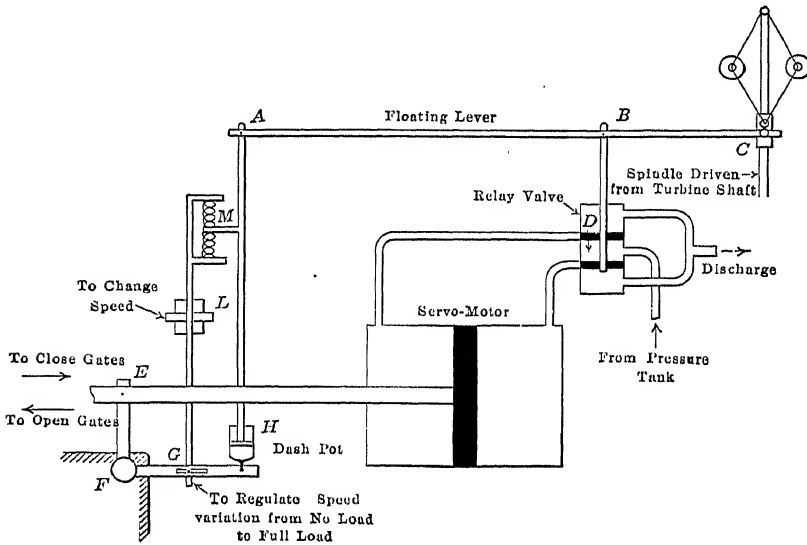 A
Floating Lever
B
C
Spindle Driven
from Turbine Shaft
Relay Valve
D
M
Discharge
To Change
Speed
L
Servo-Motor
From Pressure
Tank
To Close Gates
E
To Open Gates
H
Dash Pot
G
F
To Regulate Speed
variation from No Load
to Full Load